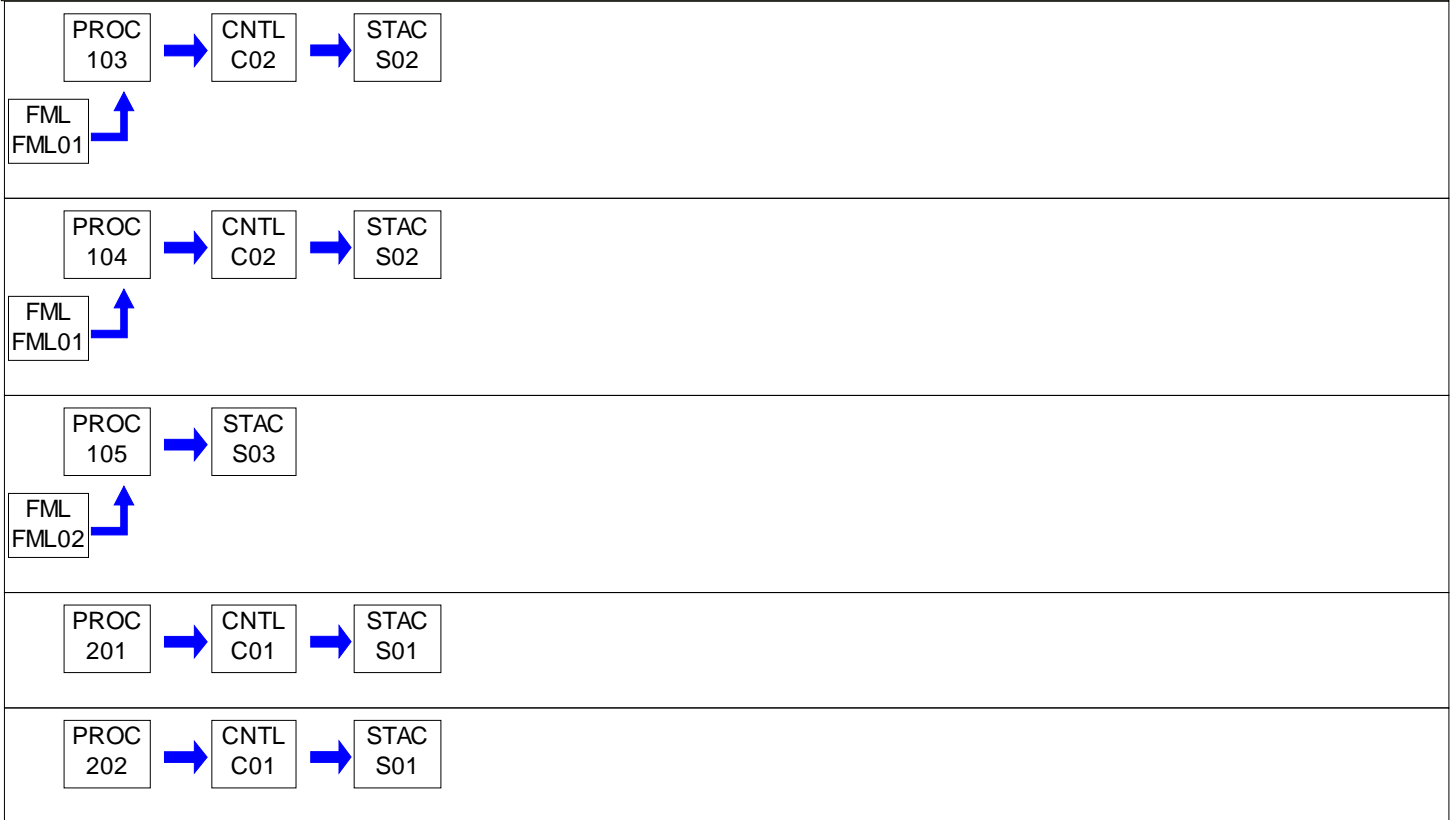 PROC
103
CNTL
C02
STAC
S02
FML
FML01
PROC
104
CNTL
C02
STAC
S02
FML
FML01
PROC
105
STAC
S03
FML
FML02
PROC
201
CNTL
C01
STAC
S01
PROC
202
CNTL
C01
STAC
S01